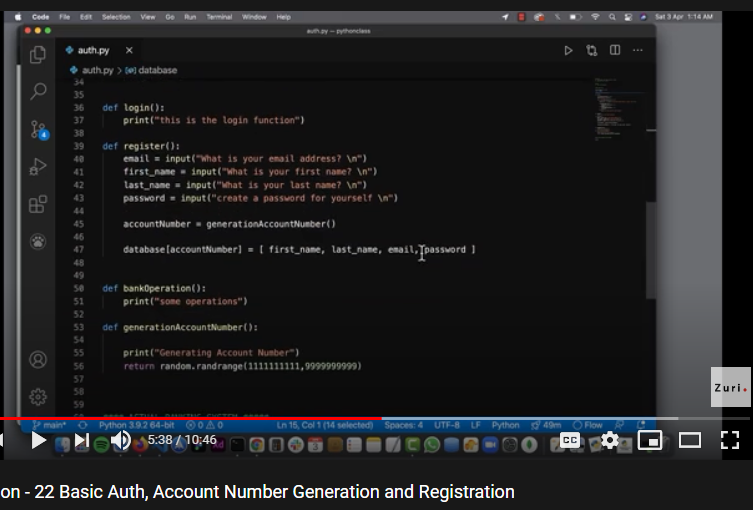 Code File Edit Selection View Go Run Terminal Window Help Sat 3 Apr 1:14 AM
auth.py — pythonclass
auth.py ×
auth.py > database
34
35
36 def login():
37 print("this is the login function")
38
39 def register():
40 email = input("What is your email address? \n")
41 first_name = input("What is your first name? \n")
42 last_name = input("What is your last name? \n")
43 password = input("create a password for yourself \n")
44
45 accountNumber = generationAccountNumber()
46
47 database[accountNumber] = [ first_name, last_name, email, password ]
48
49
50 def bankOperation():
51 print("some operations")
52
53 def generationAccountNumber():
54
55 print("Generating Account Number")
56 return random.randrange(1111111111,9999999999)
57
58
59
Zuri.
main* Python 3.9.2 64-bit 0 0 Ln 15, Col 1 (14 selected) Spaces: 4 UTF-8 LF Python 49m Flow
5:38 / 10:46 CC
on - 22 Basic Auth, Account Number Generation and Registration